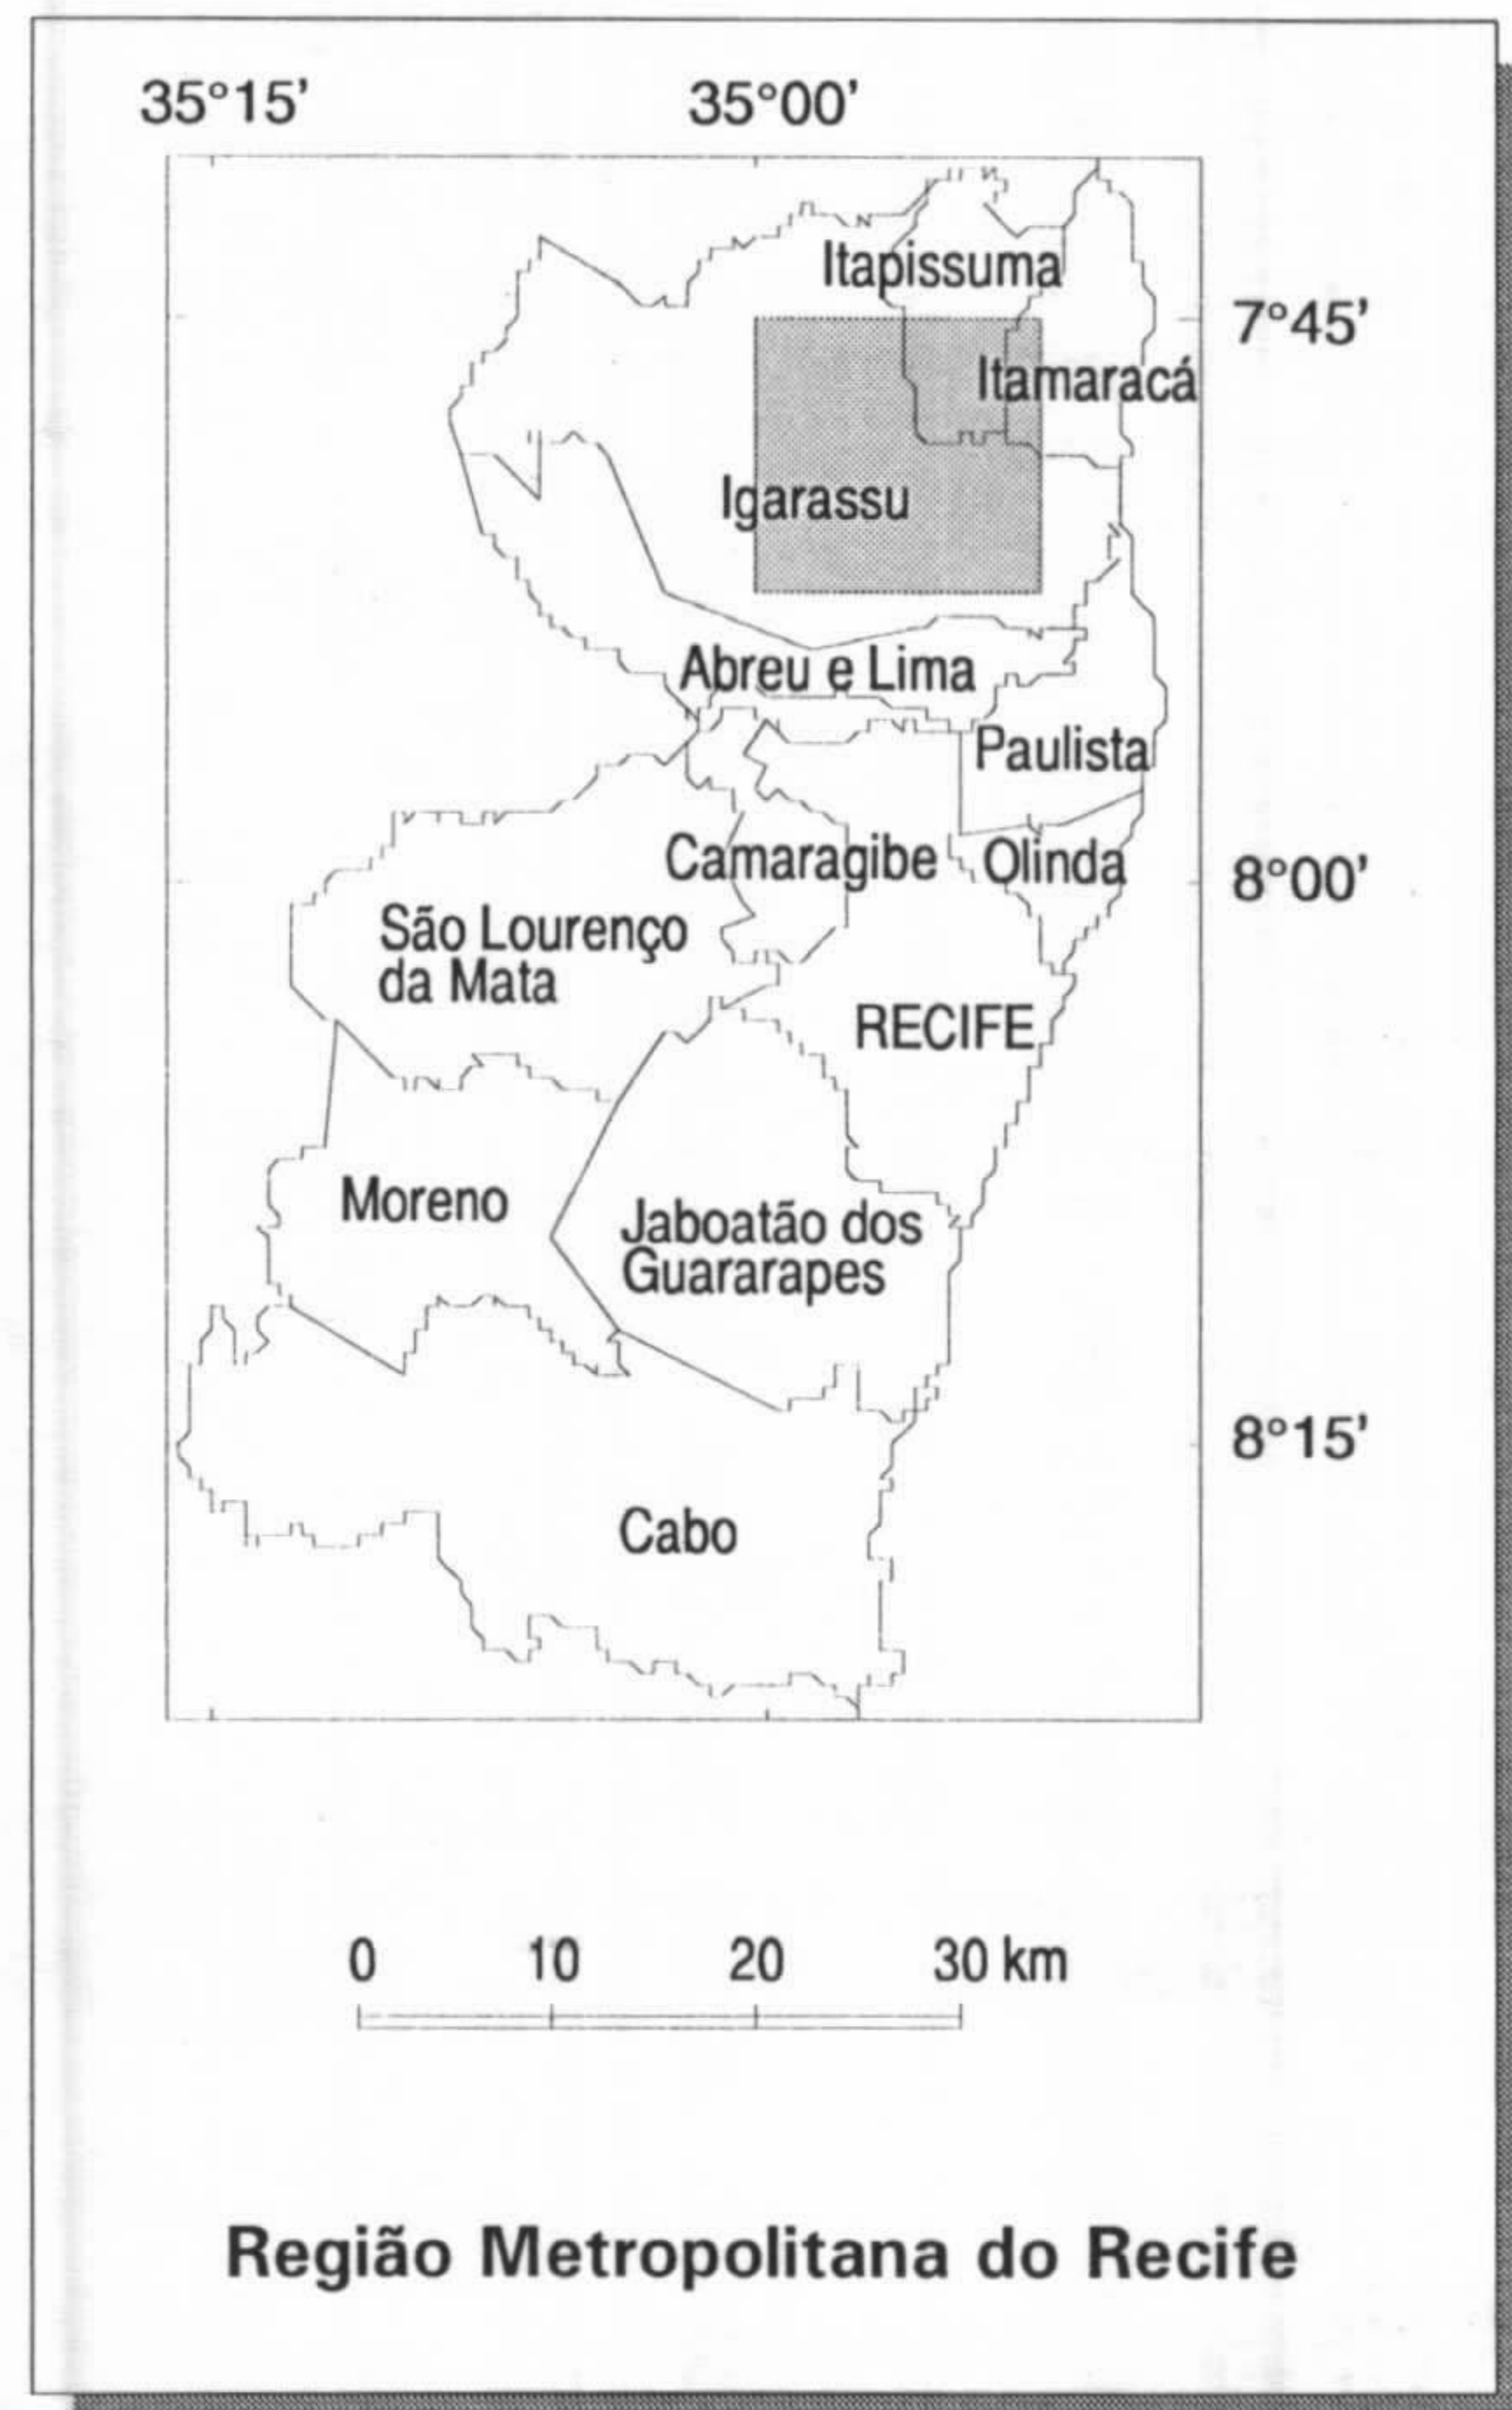 35°15' 35°00'
Itapissuma
7°45'
Itamaracá
Igarassu
Abreu e Lima
Paulista
Camaragibe
Olinda
8°00'
São Lourenço
da Mata
RECIFE
Moreno
Jaboatão dos
Guararapes
8°15'
Cabo
0 10 20 30 km
Região Metropolitana do Recife